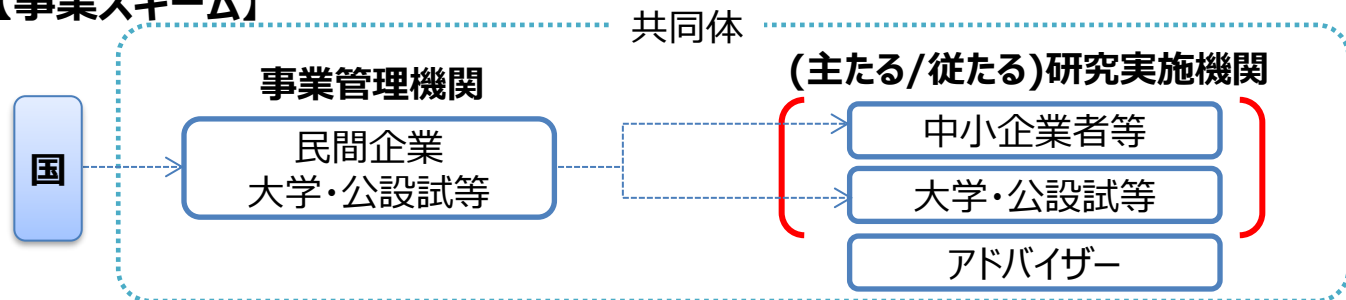 【事業スキーム】
共同体
事業管理機関
(主たる/従たる)研究実施機関
国
民間企業
大学・公設試等
中小企業者等
大学・公設試等
アドバイザー